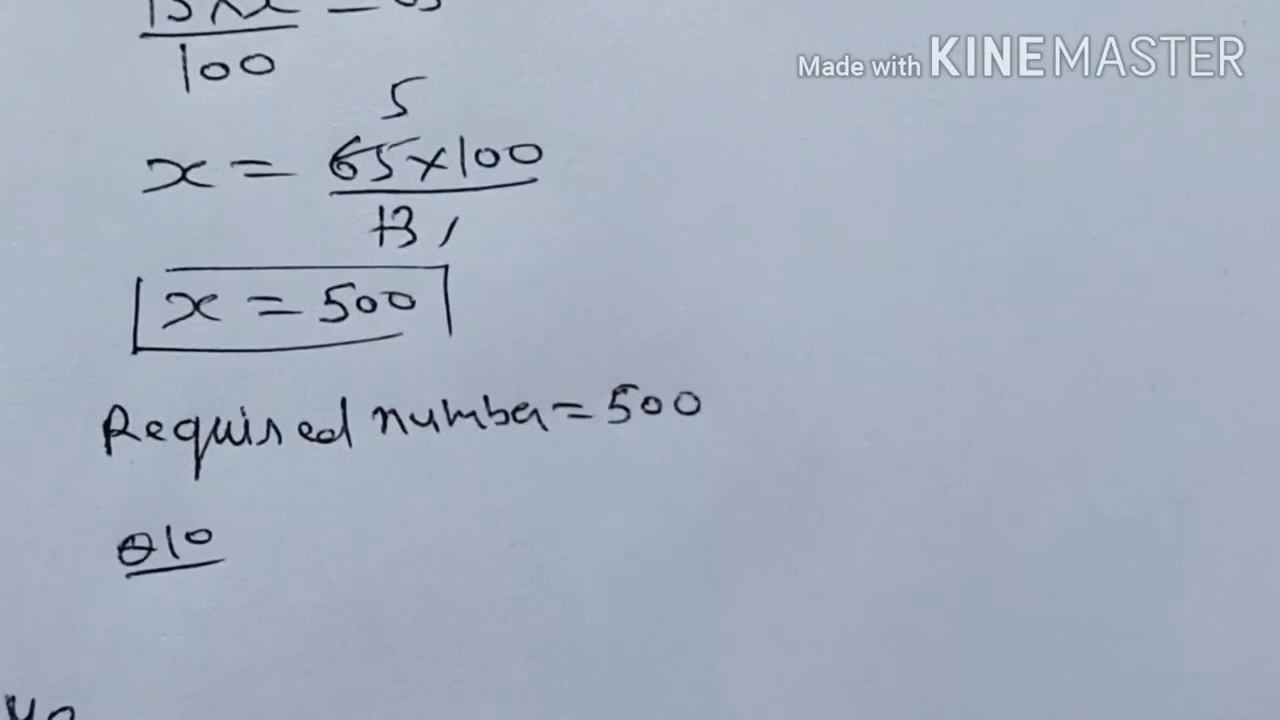 Made with KINEMASTER
100
5
x = 65×100
13
x = 500
Required number = 500
Q10